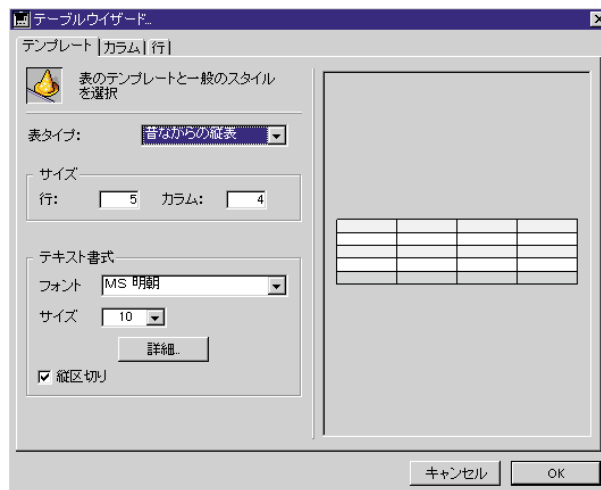 テーブルウイザード...
テンプレート カラム 行
表のテンプレートと一般のスタイル
を選択
表タイプ: 昔ながらの縦表
サイズ
行: 5 カラム: 4
テキスト書式
フォント MS 明朝
サイズ 10
詳細...
縦区切り
キャンセル OK